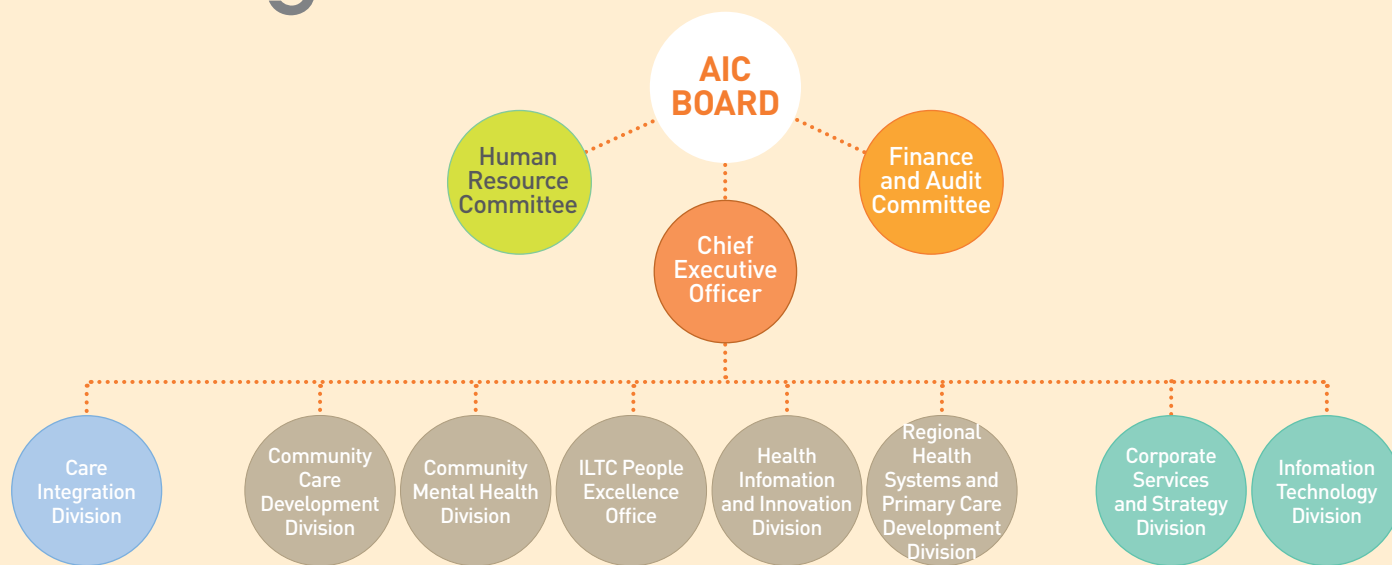 AIC
BOARD
Human
Resource
Committee
Finance
and Audit
Committee
Chief
Executive
Officer
Care
Integration
Division
Community
Care
Development
Division
Community
Mental Health
Division
ILTC People
Excellence
Office
Health
Infomation
and Innovation
Division
Regional
Health
Systems and
Primary Care
Development
Division
Corporate
Services
and Strategy
Division
Infomation
Technology
Division